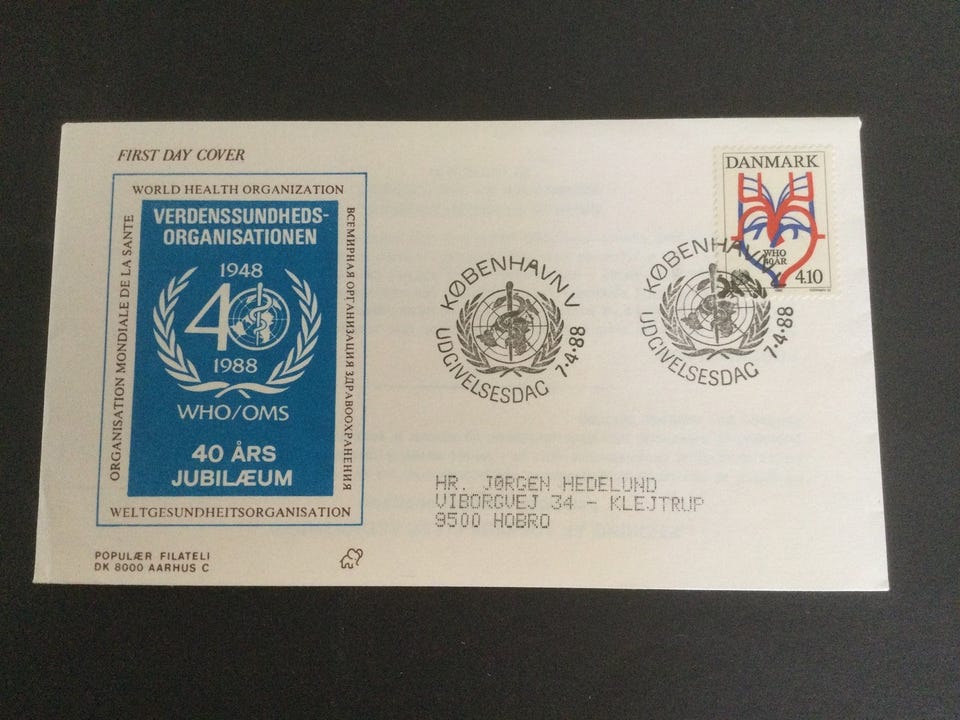 FIRST DAY COVER
WORLD HEALTH ORGANIZATION
ORGANISATION MONDIALE DE LA SANTE
ВСЕМИРНАЯ ОРГАНИЗАЦИЯ ЗДРАВООХРАНЕНИЯ
VERDENSSUNDHEDS-
ORGANISATIONEN
1948
40
1988
WHO/OMS
40 ÅRS
JUBILÆUM
WELTGESUNDHEITSORGANISATION
POPULÆR FILATELI
DK 8000 AARHUS C
KØBENHAVN V
UDGIVELSESDAG 7·4·88
KØBENHAVN V
UDGIVELSESDAG 7·4·88
DANMARK
WHO
40 ÅR
4.10
HR. JØRGEN HEDELUND
VIBORGVEJ 34 - KLEJTRUP
9500 HOBRO